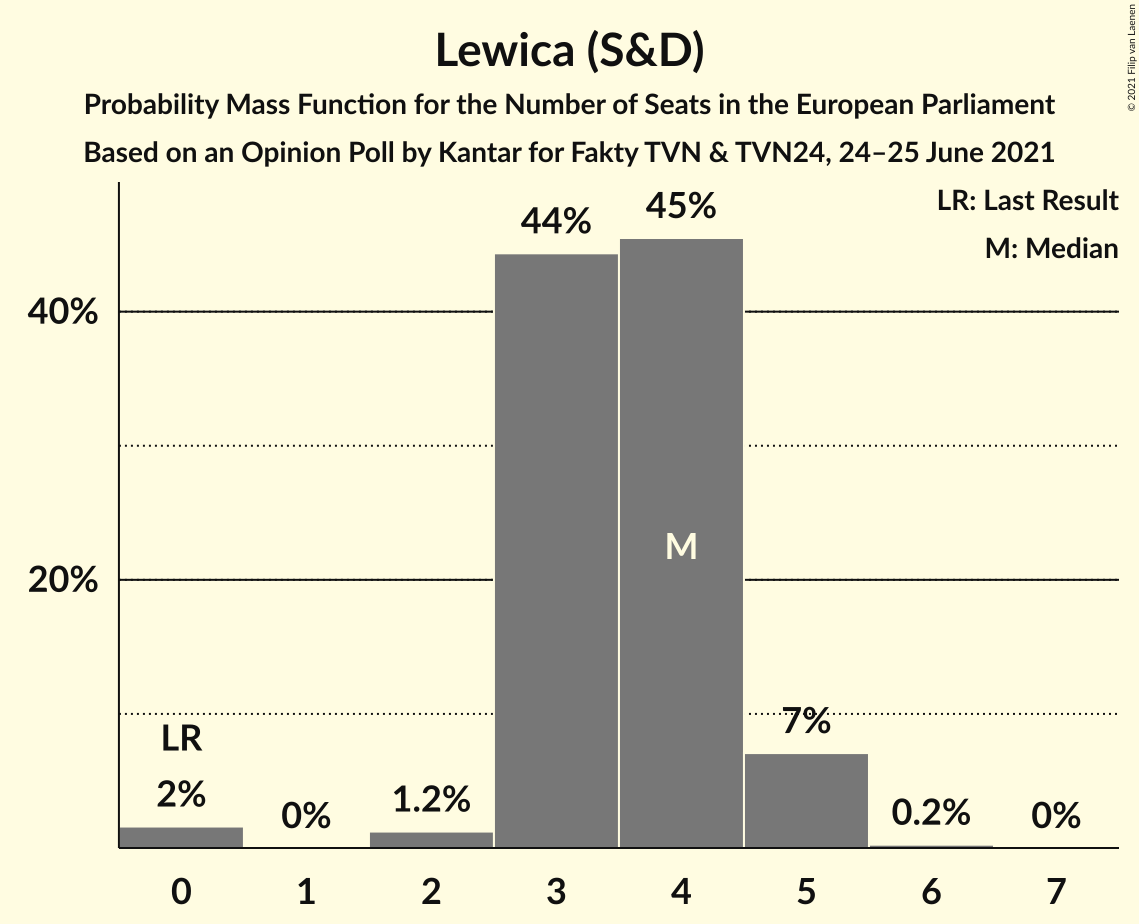 Lewica (S&D)
Probability Mass Function for the Number of Seats in the European Parliament
Based on an Opinion Poll by Kantar for Fakty TVN & TVN24, 24–25 June 2021
© 2021 Filip van Laenen
LR: Last Result
M: Median
44%
45%
40%
M
20%
7%
LR
2%
0%
1.2%
0.2%
0%
0 1 2 3 4 5 6 7